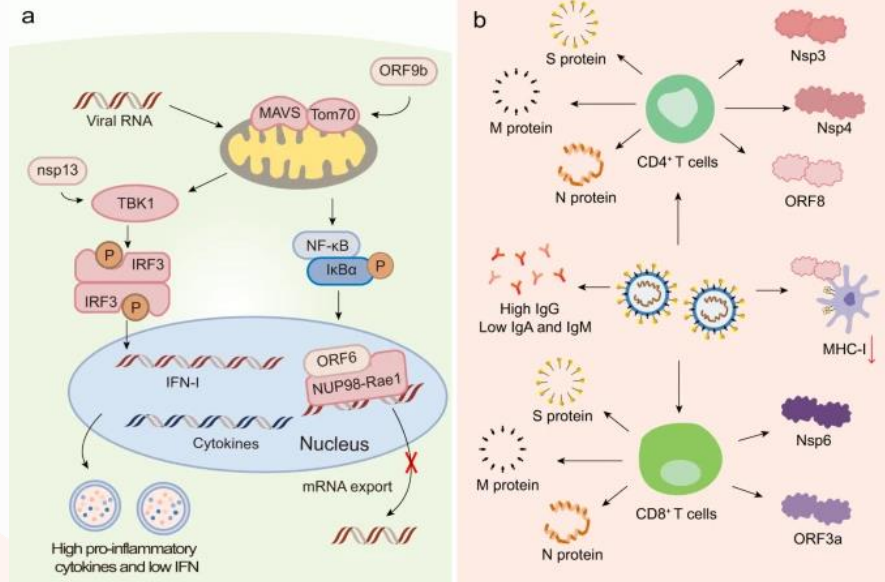 a
ORF9b
MAVS
Tom70
Viral RNA
nsp13
TBK1
P
IRF3
IRF3
P
NF-κB
IκBα
P
IFN-I
ORF6
NUP98-Rae1
Cytokines
Nucleus
mRNA export
High pro-inflammatory
cytokines and low IFN
b
S protein
M protein
N protein
CD4⁺ T cells
Nsp3
Nsp4
ORF8
High IgG
Low IgA and IgM
MHC-I↓
S protein
M protein
N protein
CD8⁺ T cells
Nsp6
ORF3a